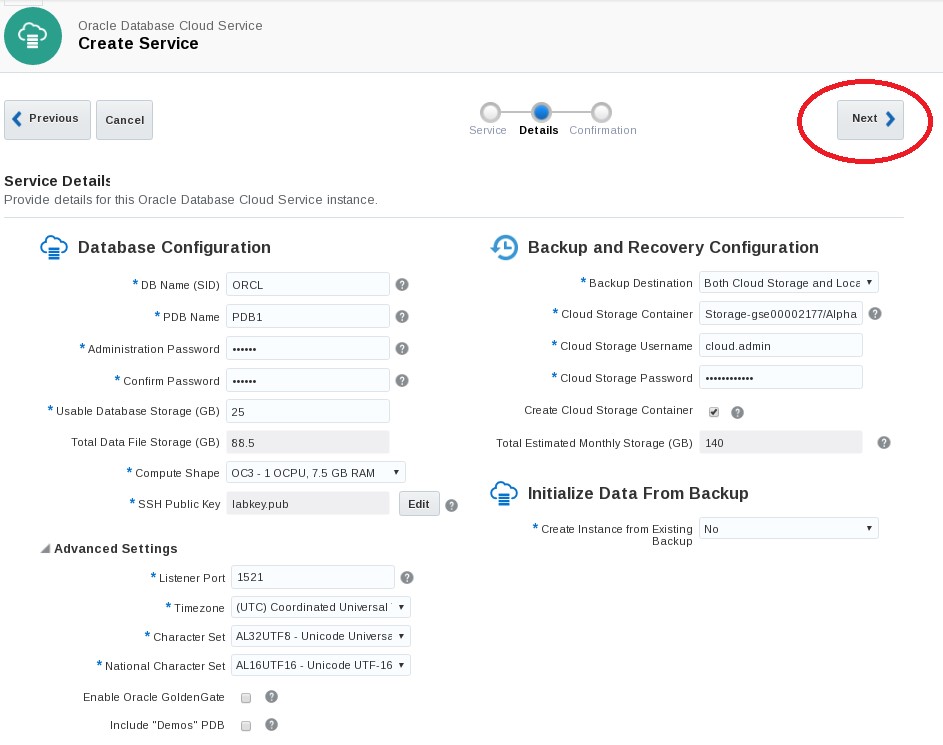 Oracle Database Cloud Service
Create Service
Previous
Cancel
Service Details Confirmation
Next
Service Details
Provide details for this Oracle Database Cloud Service instance.
Database Configuration
* DB Name (SID) ORCL ?
* PDB Name PDB1 ?
* Administration Password •••••• ?
* Confirm Password •••••• ?
* Usable Database Storage (GB) 25
Total Data File Storage (GB) 88.5
* Compute Shape OC3 - 1 OCPU, 7.5 GB RAM
* SSH Public Key labkey.pub Edit ?
Advanced Settings
* Listener Port 1521 ?
* Timezone (UTC) Coordinated Universal
* Character Set AL32UTF8 - Unicode Universa
* National Character Set AL16UTF16 - Unicode UTF-16
Enable Oracle GoldenGate ?
Include "Demos" PDB ?
Backup and Recovery Configuration
* Backup Destination Both Cloud Storage and Loca
* Cloud Storage Container Storage-gse00002177/Alpha ?
* Cloud Storage Username cloud.admin
* Cloud Storage Password ••••••••••••
Create Cloud Storage Container ?
Total Estimated Monthly Storage (GB) 140 ?
Initialize Data From Backup
* Create Instance from Existing
Backup
No